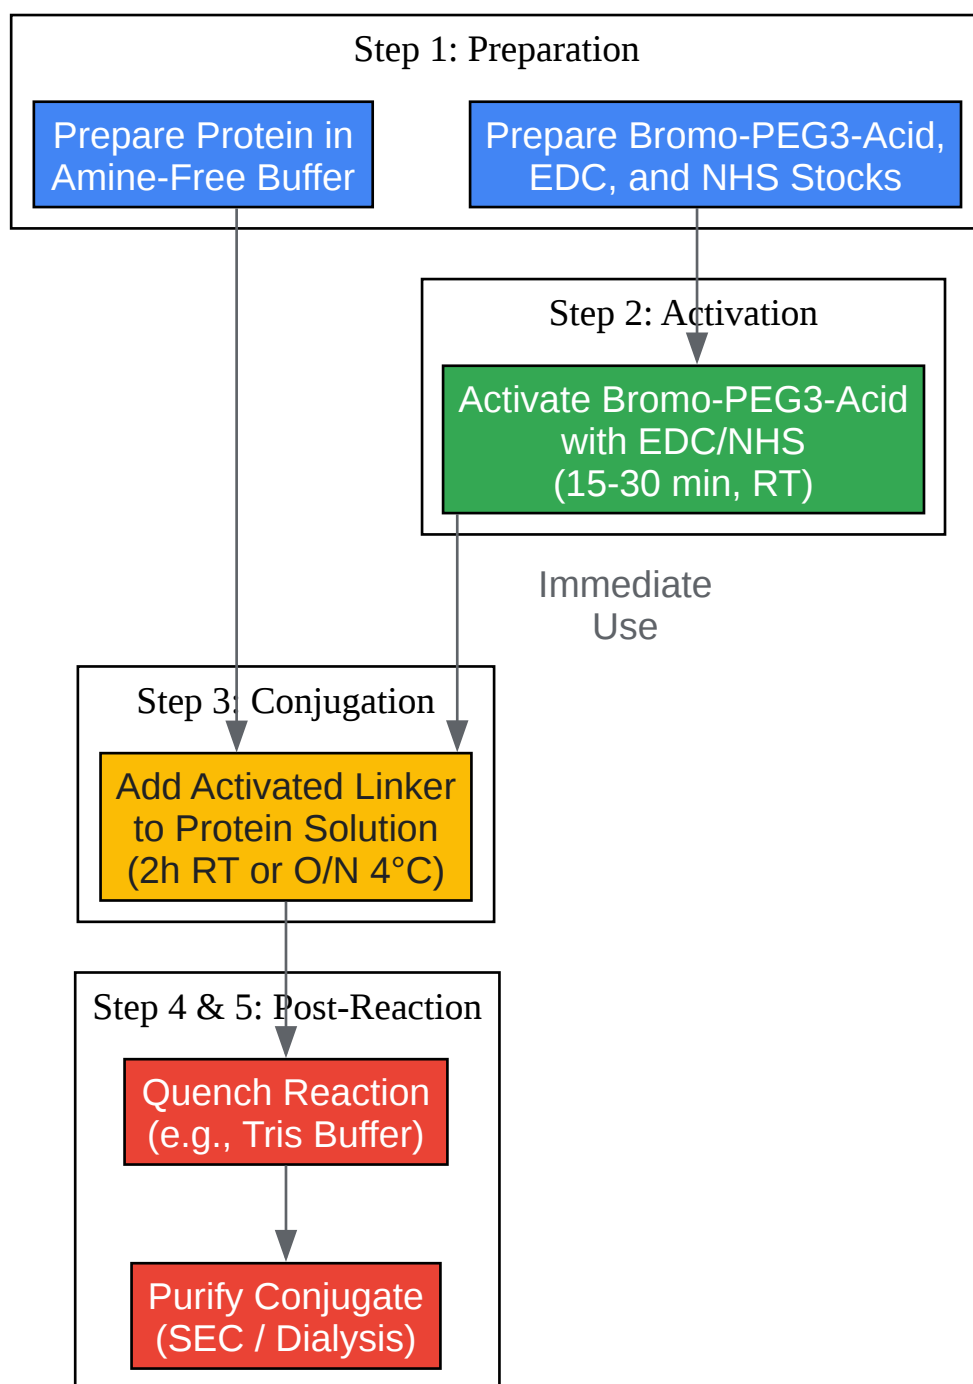 Step 1: Preparation
Prepare Protein in
Amine-Free Buffer
Prepare Bromo-PEG3-Acid,
EDC, and NHS Stocks
Step 2: Activation
Activate Bromo-PEG3-Acid
with EDC/NHS
(15-30 min, RT)
Immediate
Use
Step 3: Conjugation
Add Activated Linker
to Protein Solution
(2h RT or O/N 4°C)
Step 4 & 5: Post-Reaction
Quench Reaction
(e.g., Tris Buffer)
Purify Conjugate
(SEC / Dialysis)